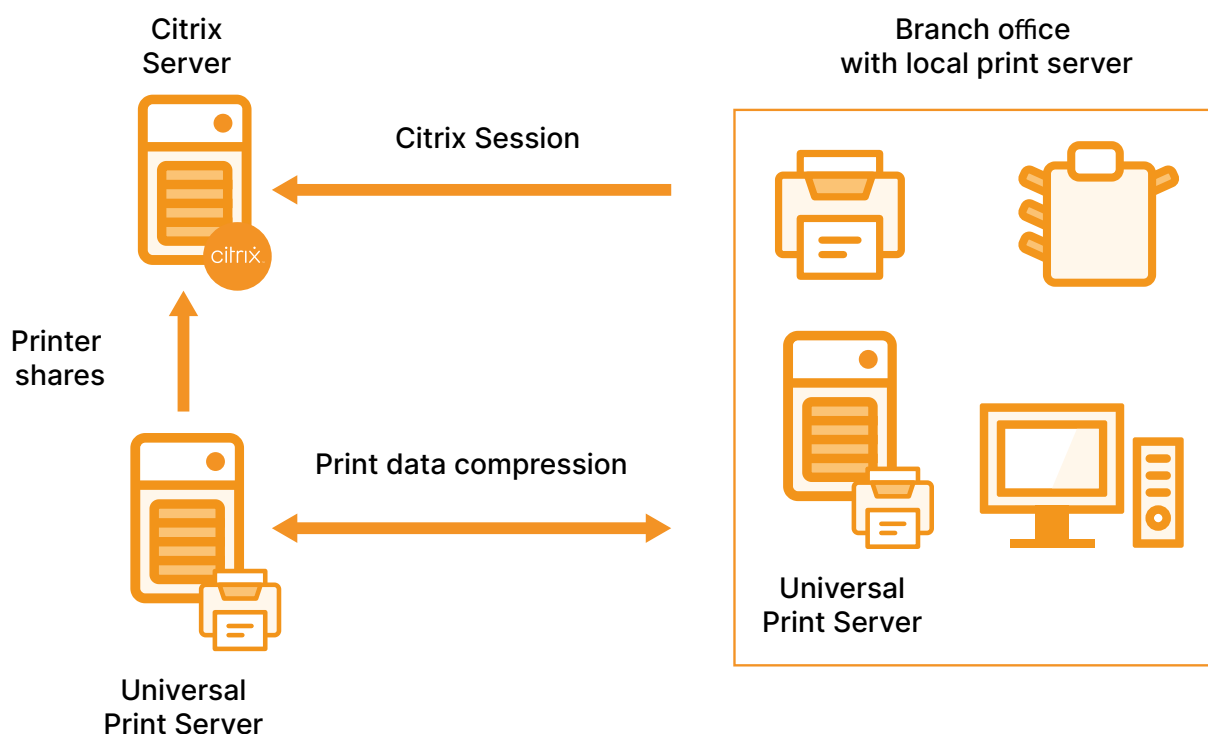 Citrix
Server
Branch office
with local print server
Citrix Session
citrix
Printer
shares
Print data compression
Universal
Print Server
Universal
Print Server